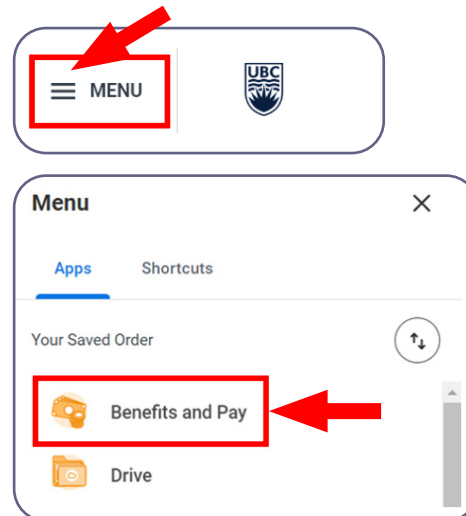 MENU
UBC
Menu
Apps Shortcuts
Your Saved Order
Benefits and Pay
Drive